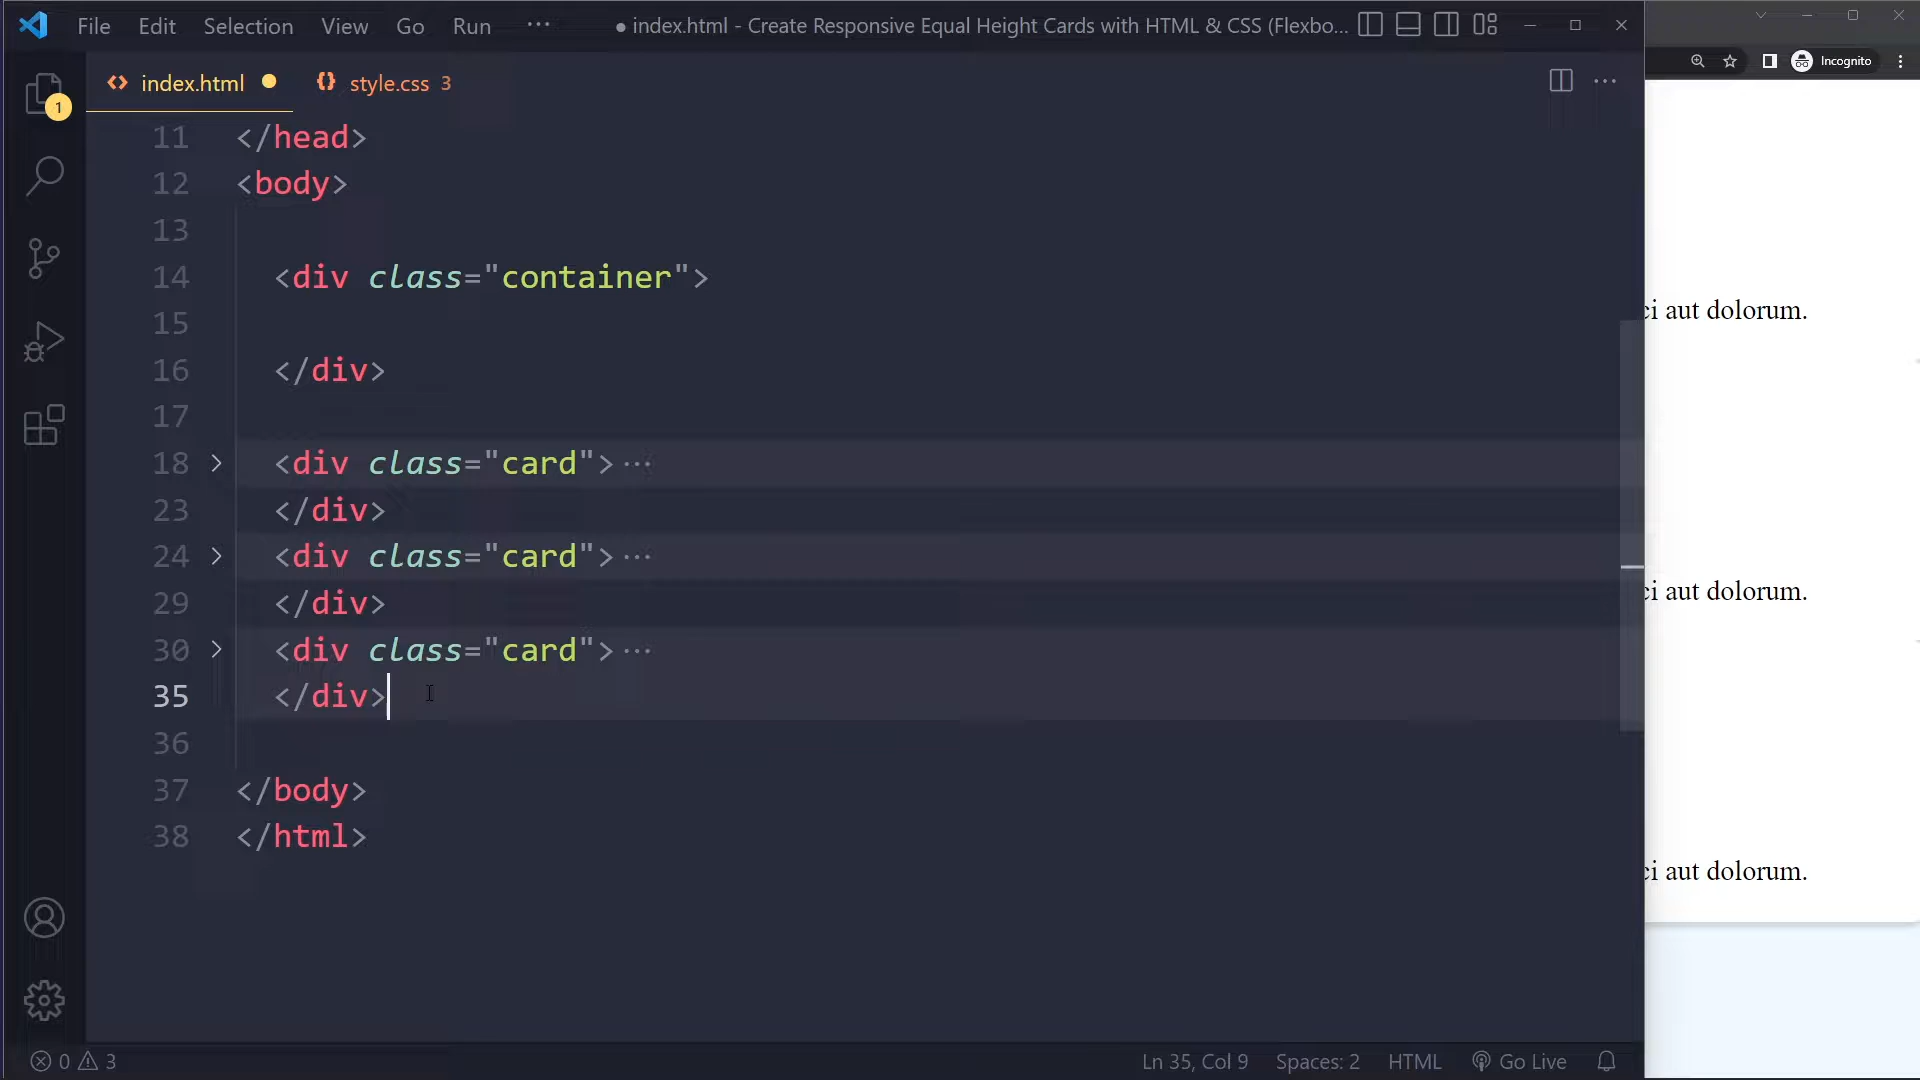 File Edit Selection View Go Run ··· ● index.html - Create Responsive Equal Height Cards with HTML & CSS (Flexbo...
Incognito
1
index.html
style.css 3
11 </head>
12 <body>
13
14 <div class="container">
15
16 </div>
17
18 <div class="card">···
23 </div>
24 <div class="card">···
29 </div>
30 <div class="card">···
35 </div>
36
37 </body>
38 </html>
ci aut dolorum.
ci aut dolorum.
ci aut dolorum.
0 3 Ln 35, Col 9 Spaces: 2 HTML Go Live